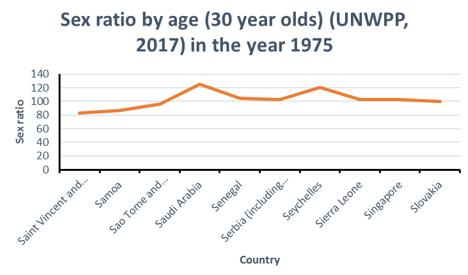 Sex ratio by age (30 year olds) (UNWPP,
2017) in the year 1975
Sex ratio
140
120
100
80
60
40
20
0
Saint Vincent and...
Samoa
Sao Tome and...
Saudi Arabia
Senegal
Serbia (including...
Seychelles
Sierra Leone
Singapore
Slovakia
Country